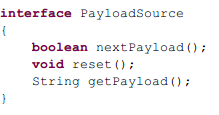 interface PayloadSource
{
    boolean nextPayload();
    void reset();
    String getPayload();
}